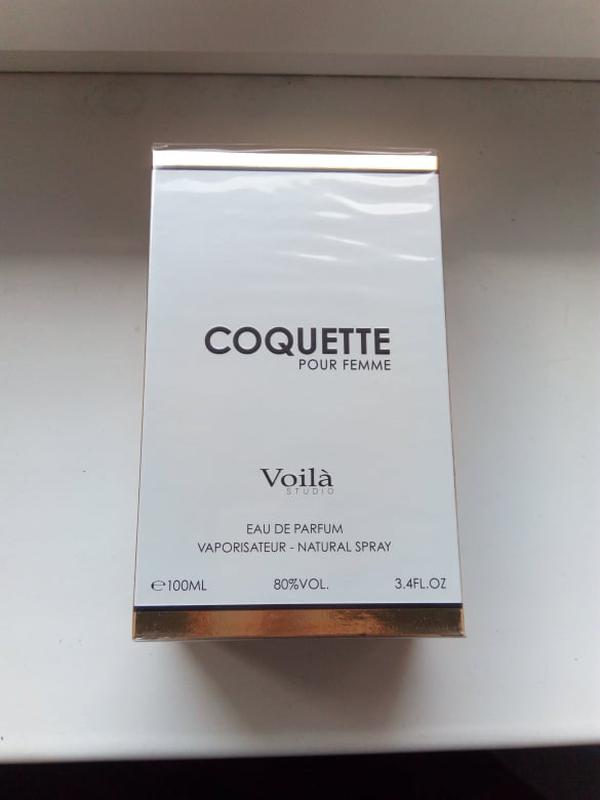 COQUETTE
POUR FEMME
Voilà
STUDIO
EAU DE PARFUM
VAPORISATEUR - NATURAL SPRAY
℮100ML 80%VOL. 3.4FL.OZ